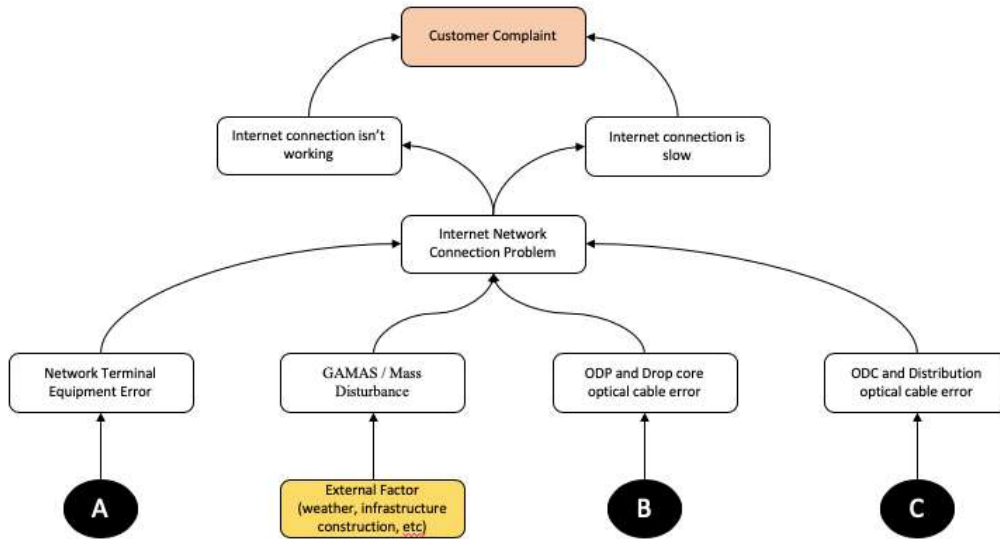 Customer Complaint
Internet connection isn't
working
Internet connection is
slow
Internet Network
Connection Problem
Network Terminal
Equipment Error
GAMAS / Mass
Disturbance
ODP and Drop core
optical cable error
ODC and Distribution
optical cable error
A
External Factor
(weather, infrastructure
construction, etc)
B
C